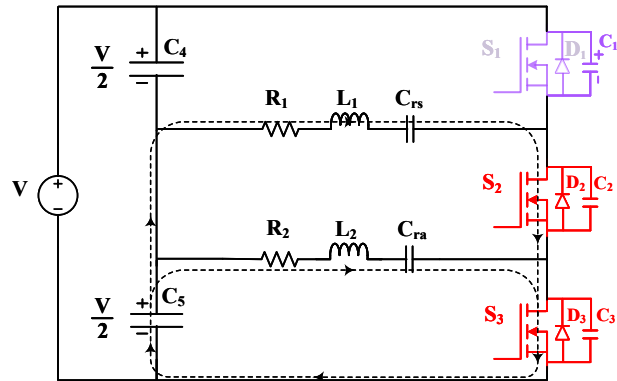 V
V/2
+
−
C₄
R₁
L₁
Cᵣₛ
S₁
D₁
C₁
+
-
V
+
−
S₂
D₂
C₂
R₂
L₂
Cᵣₐ
V/2
+
−
C₅
S₃
D₃
C₃